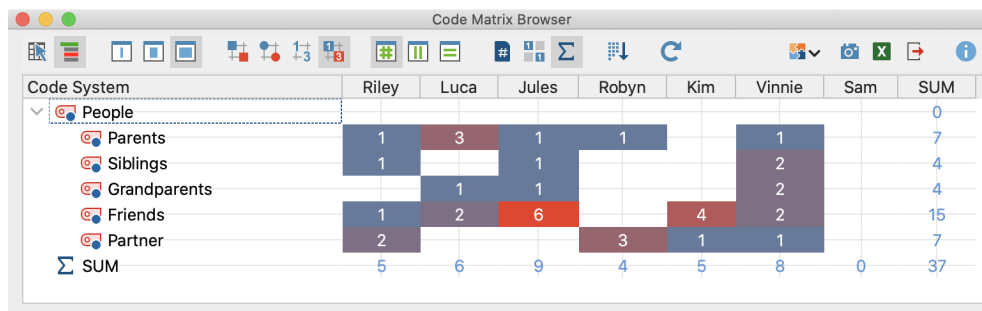 Code Matrix Browser
Code System Riley Luca Jules Robyn Kim Vinnie Sam SUM
People 0
Parents 1 3 1 1 1 7
Siblings 1 1 2 4
Grandparents 1 1 2 4
Friends 1 2 6 4 2 15
Partner 2 3 1 1 7
Σ SUM 5 6 9 4 5 8 0 37